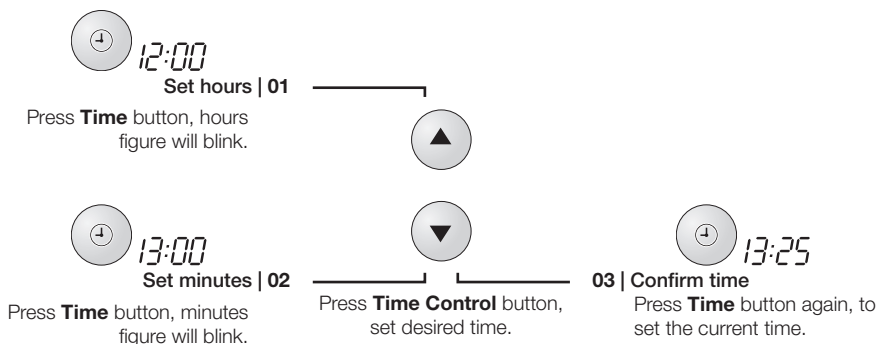 12:00
Set hours | 01
Press Time button, hours
figure will blink.
13:00
Set minutes | 02
Press Time button, minutes
figure will blink.
Press Time Control button,
set desired time.
13:25
03 | Confirm time
Press Time button again, to
set the current time.